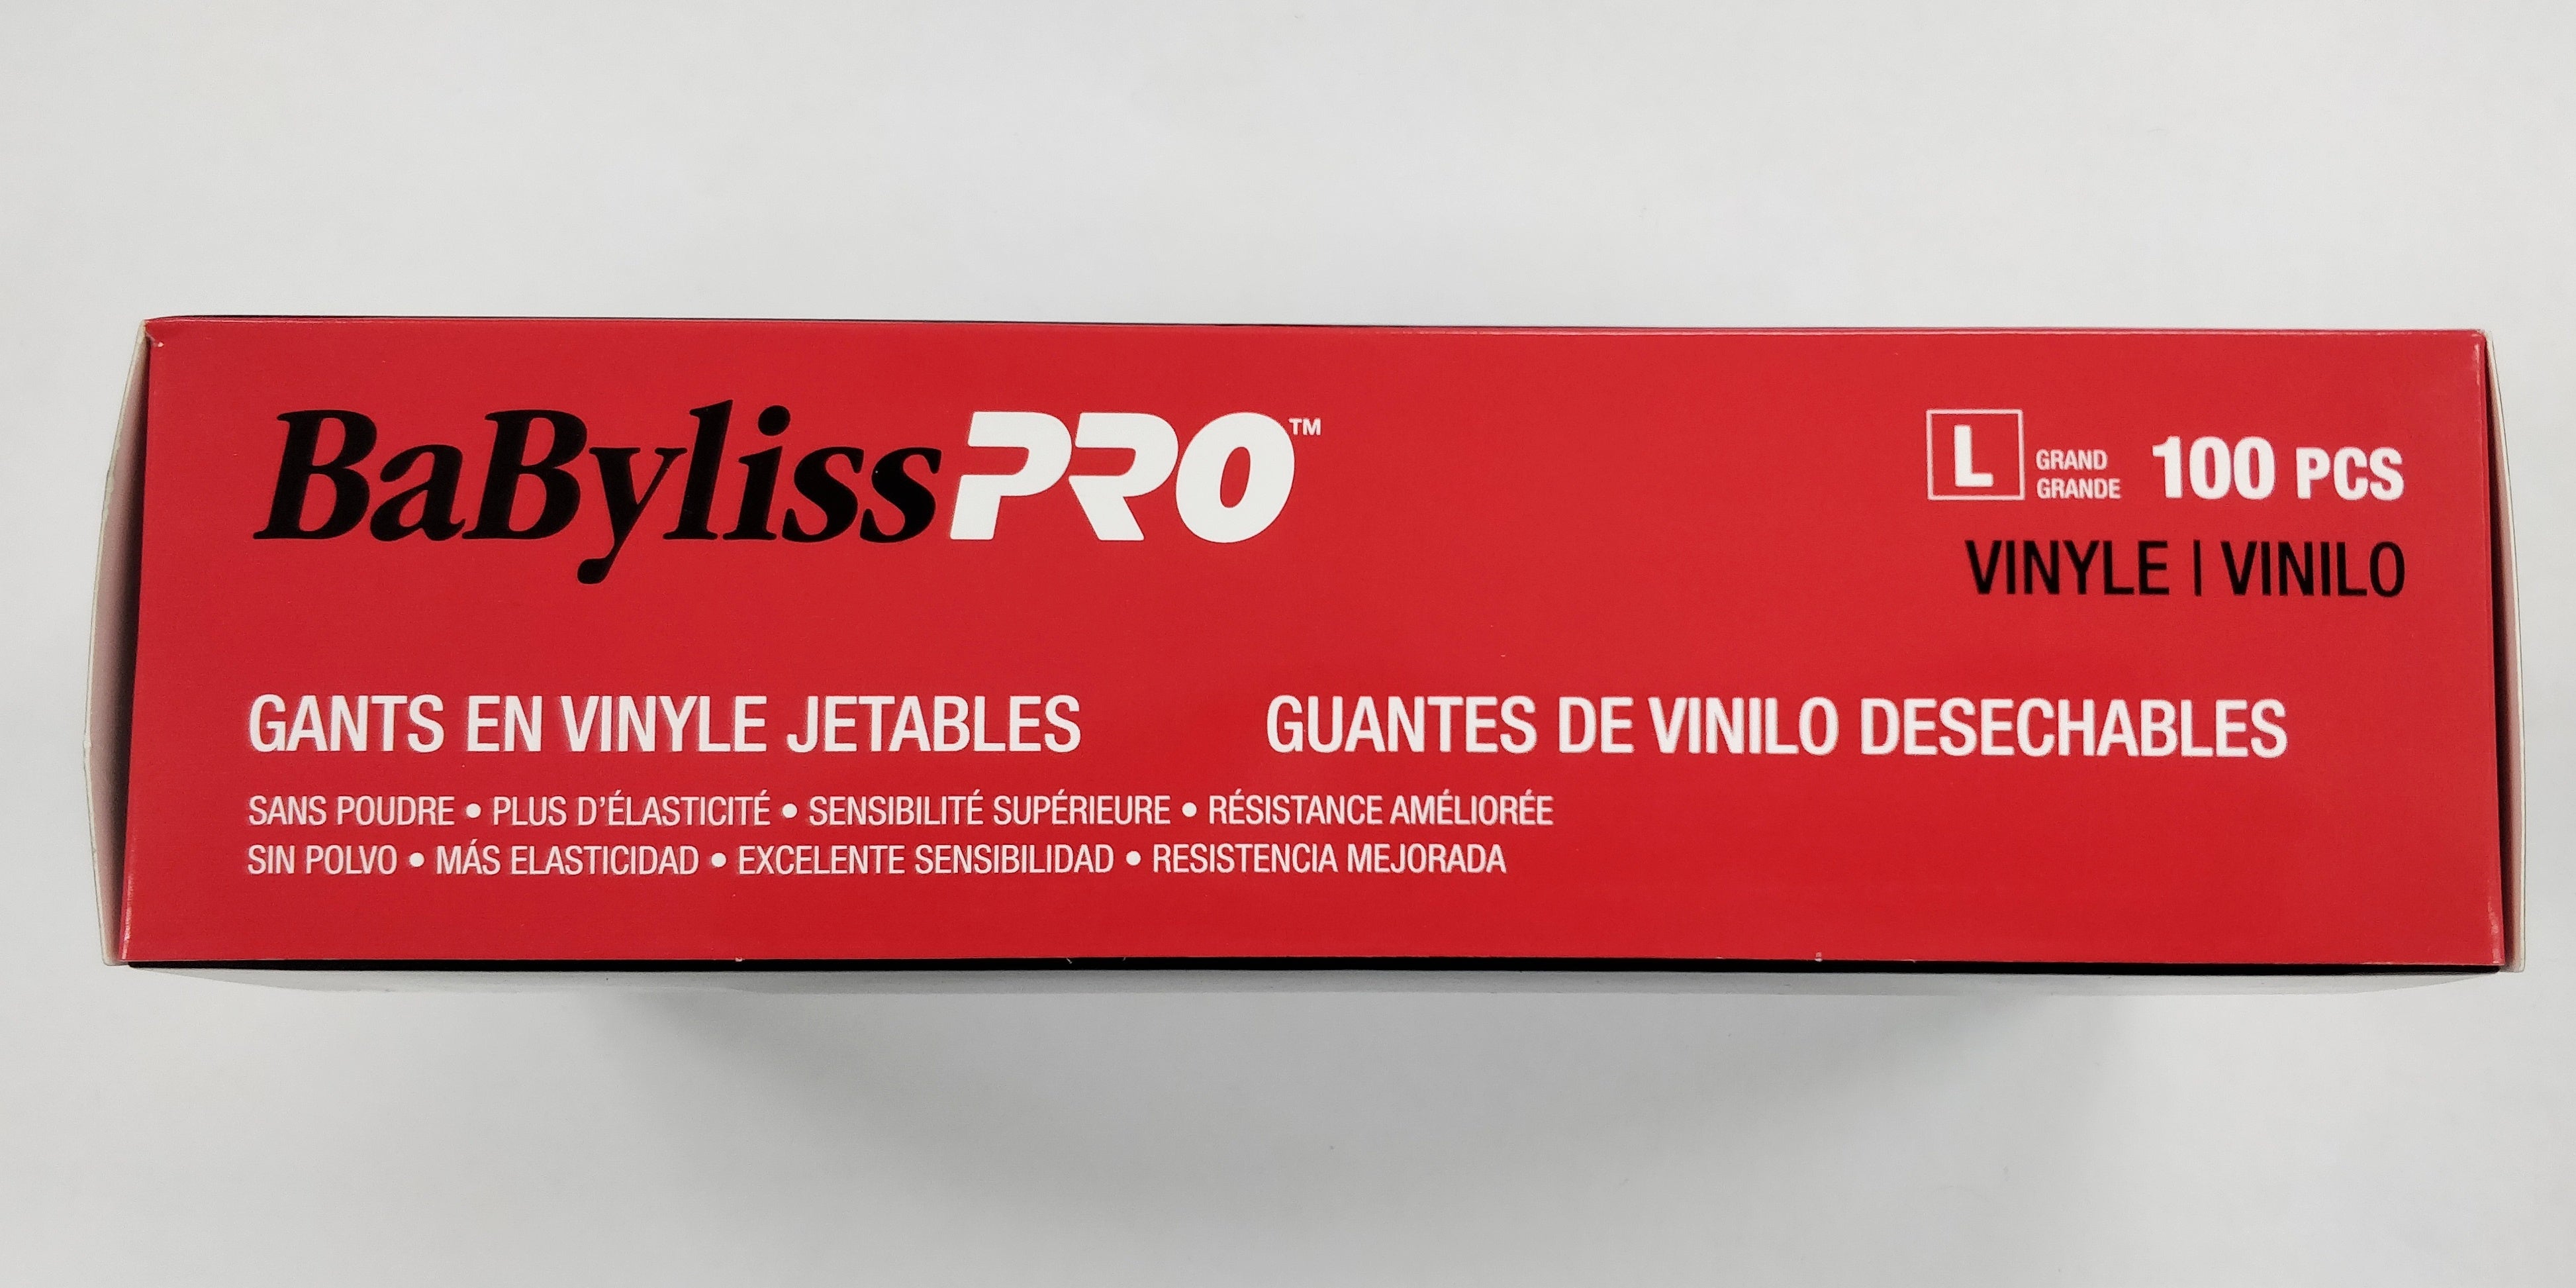 BaBylissPRO™
L GRAND
GRANDE
100 PCS
VINYLE | VINILO
GANTS EN VINYLE JETABLES
GUANTES DE VINILO DESECHABLES
SANS POUDRE • PLUS D'ÉLASTICITÉ • SENSIBILITÉ SUPÉRIEURE • RÉSISTANCE AMÉLIORÉE
SIN POLVO • MÁS ELASTICIDAD • EXCELENTE SENSIBILIDAD • RESISTENCIA MEJORADA